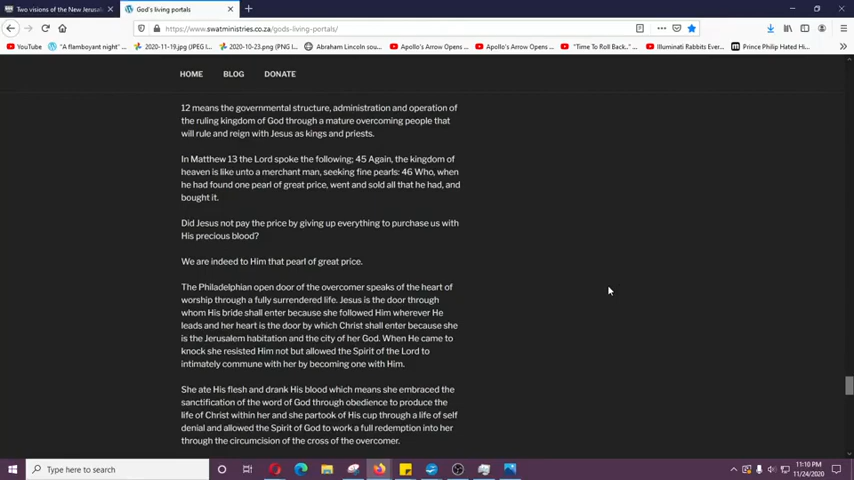 Two visions of the New Jerusal
God's living portals
https://www.swatministries.co.za/gods-living-portals/
YouTube
"A flamboyant night"...
2020-11-19.jpg (JPEG I...
2020-10-23.png (PNG I...
Abraham Lincoln sou...
Apollo's Arrow Opens ...
Apollo's Arrow Opens ...
"Time To Roll Back"...
Illuminati Rabbits Ever...
Prince Philip Hated Hi...
HOME BLOG DONATE
12 means the governmental structure, administration and operation of
the ruling kingdom of God through a mature overcoming people that
will rule and reign with Jesus as kings and priests.
In Matthew 13 the Lord spoke the following; 45 Again, the kingdom of
heaven is like unto a merchant man, seeking fine pearls: 46 Who, when
he had found one pearl of great price, went and sold all that he had, and
bought it.
Did Jesus not pay the price by giving up everything to purchase us with
His precious blood?
We are indeed to Him that pearl of great price.
The Philadelphian open door of the overcomer speaks of the heart of
worship through a fully surrendered life. Jesus is the door through
whom His bride shall enter because she followed Him wherever He
leads and her heart is the door by which Christ shall enter because she
is the Jerusalem habitation and the city of her God. When He came to
knock she resisted Him not but allowed the Spirit of the Lord to
intimately commune with her by becoming one with Him.
She ate His flesh and drank His blood which means she embraced the
sanctification of the word of God through obedience to produce the
life of Christ within her and she partook of His cup through a life of self
denial and allowed the Spirit of God to work a full redemption into her
through the circumcision of the cross of the overcomer.
Type here to search
11:10 PM
11/24/2020